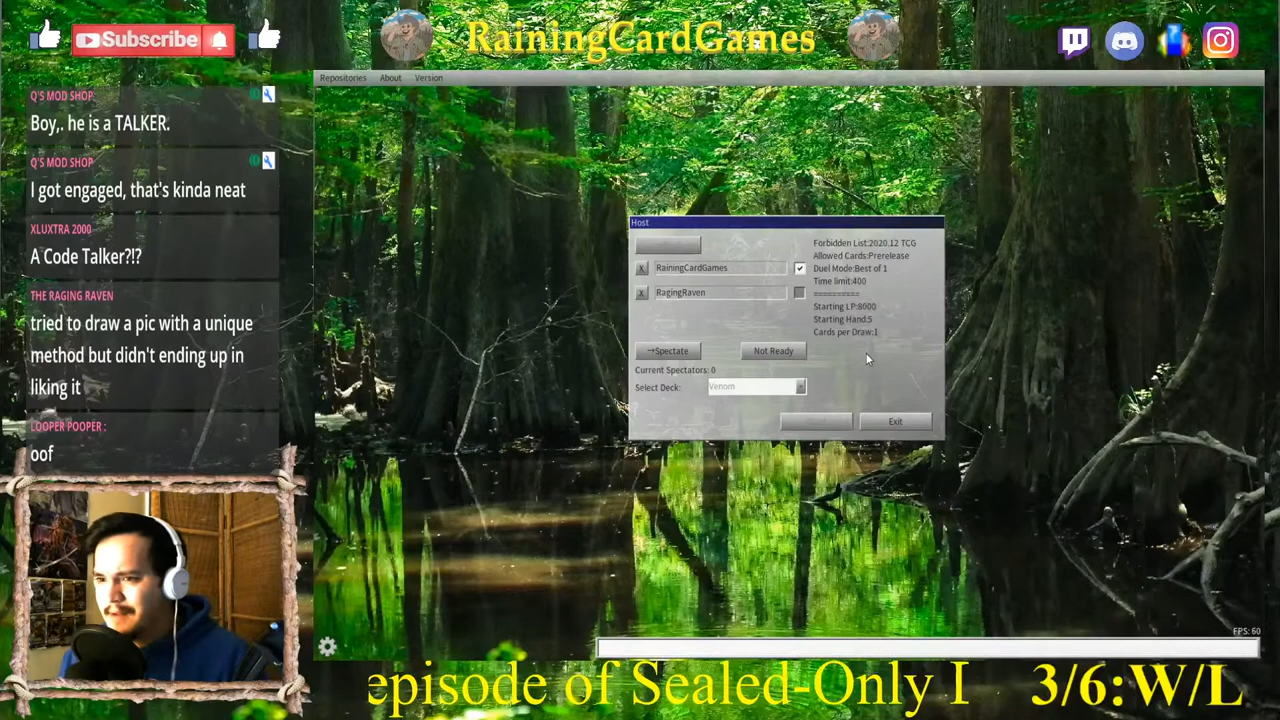 Subscribe
RainingCardGames
Repositories About Version
Q'S MOD SHOP:
Boy,. he is a TALKER.
Q'S MOD SHOP
I got engaged, that's kinda neat
XLUXTRA 2000
A Code Talker?!?
THE RAGING RAVEN
tried to draw a pic with a unique
method but didn't ending up in
liking it
LOOPER POOPER :
oof
Host
X RainingCardGames
X RagingRaven
→Spectate Not Ready
Current Spectators: 0
Select Deck: Venom
Exit
Forbidden List:2020.12 TCG
Allowed Cards:Prerelease
Duel Mode:Best of 1
Time limit:400
==========
Starting LP:8000
Starting Hand:5
Cards per Draw:1
FPS: 60
episode of Sealed-Only I
3/6:W/L